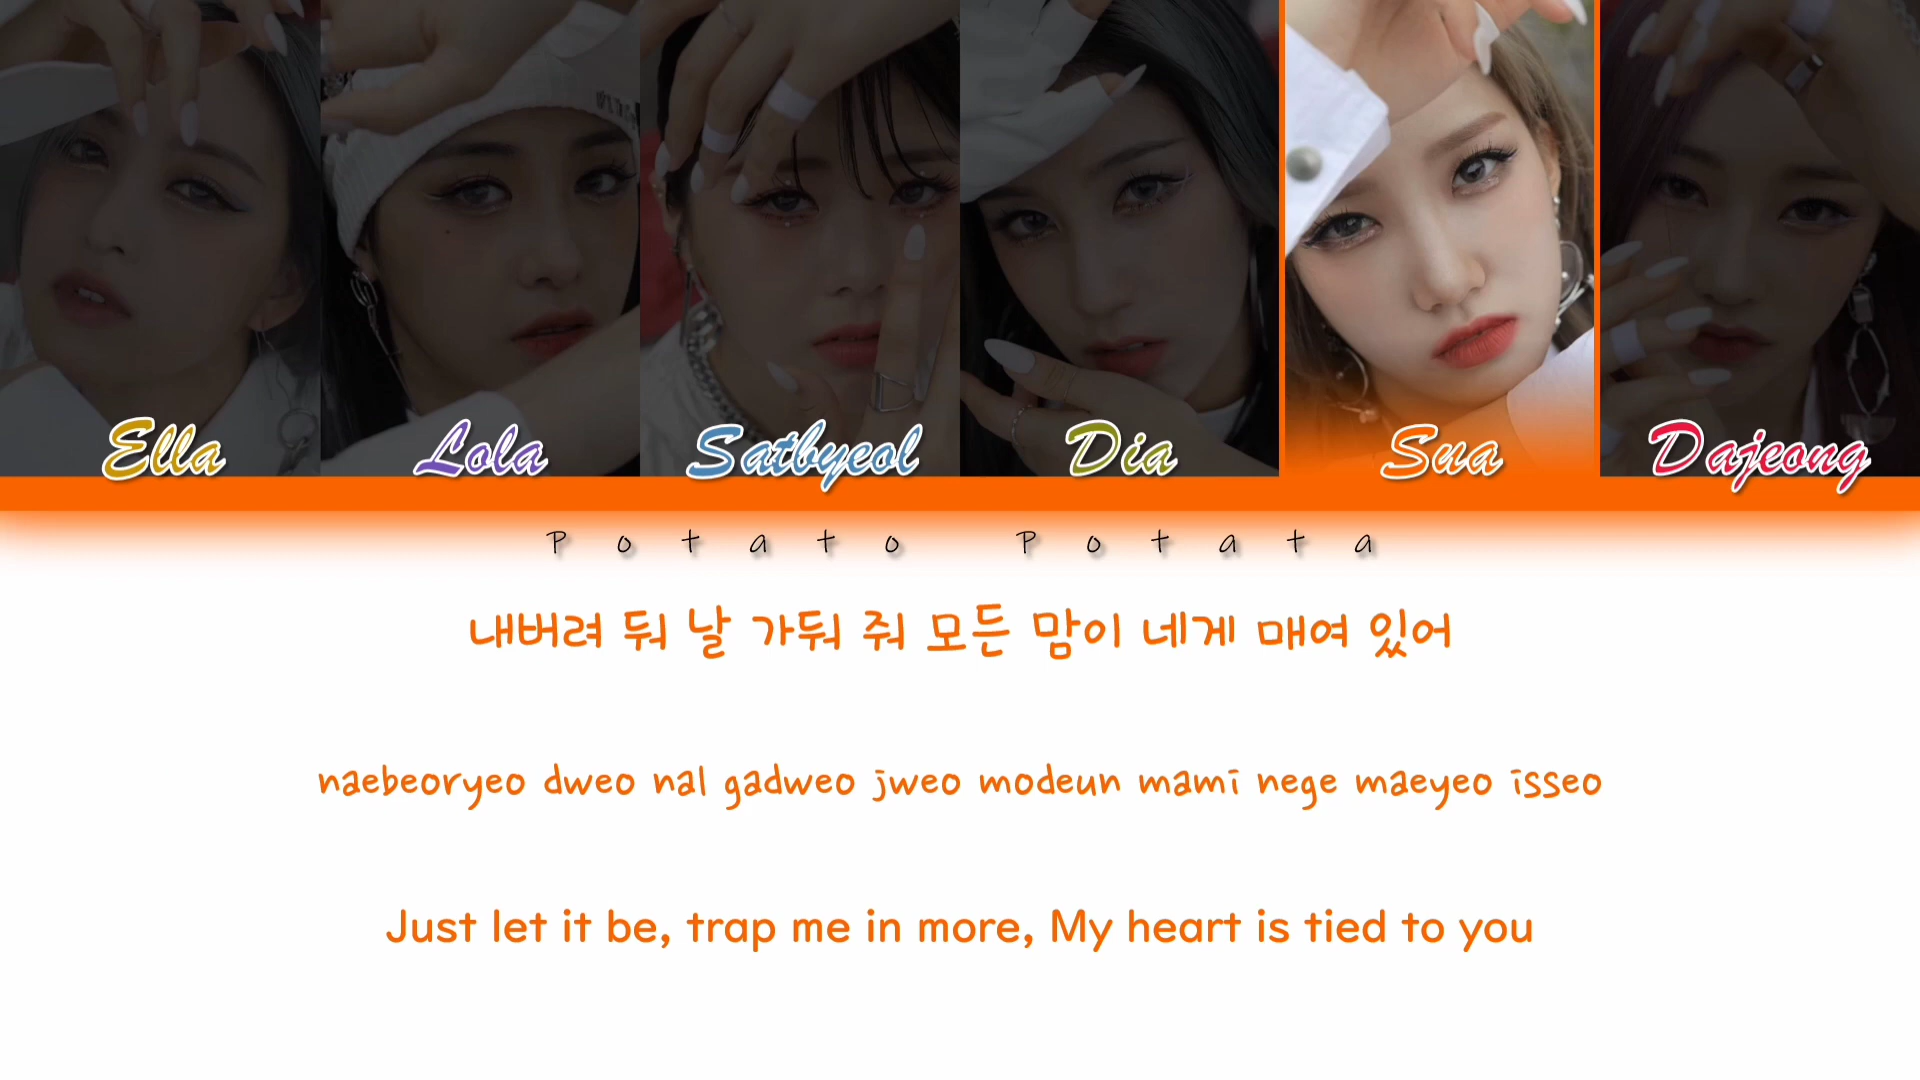 Ella Lola Satbyeol Dia Sua Dajeong
Potato Potata
내버려 둬 날 가둬 줘 모든 맘이 네게 매여 있어
naebeoryeo dweo nal gadweo jweo modeun mami nege maeyeo isseo
Just let it be, trap me in more, My heart is tied to you